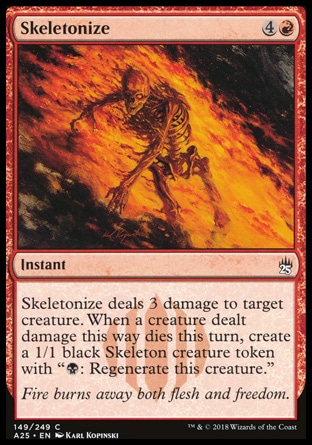 Skeletonize 4
Instant 25
Skeletonize deals 3 damage to target
creature. When a creature dealt
damage this way dies this turn, create
a 1/1 black Skeleton creature token
with “: Regenerate this creature.”
Fire burns away both flesh and freedom.
149/249 C
A25 • EN Karl Kopinski ™ & © 2018 Wizards of the Coast